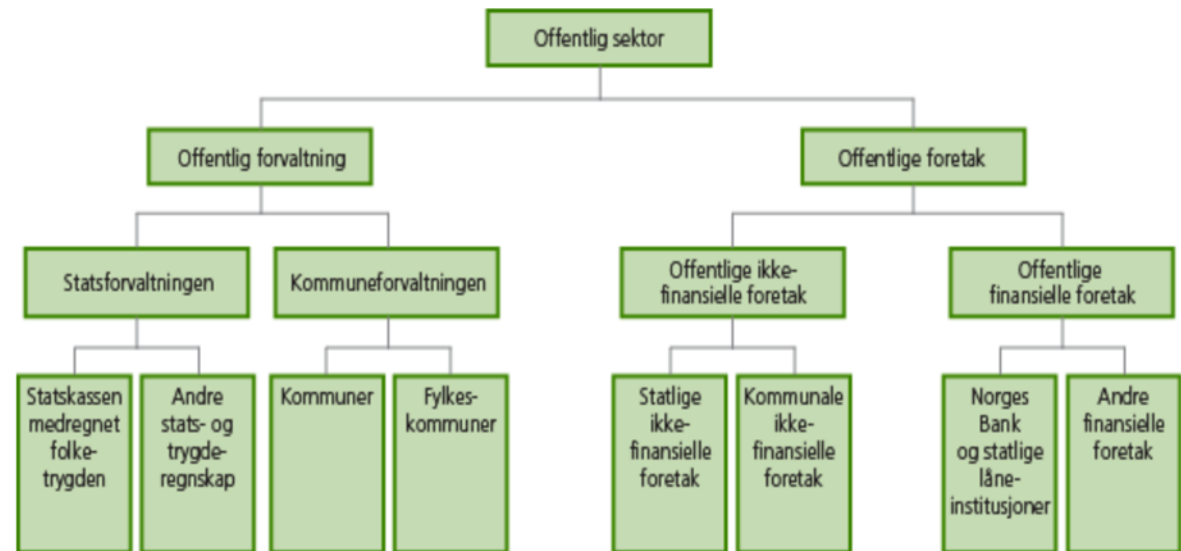 Offentlig sektor
Offentlig forvaltning
Offentlige foretak
Statsforvaltningen
Kommuneforvaltningen
Offentlige ikke-
finansielle foretak
Offentlige
finansielle foretak
Statskassen
medregnet
folke-
trygden
Andre
stats- og
trygde-
regnskap
Kommuner
Fylkes-
kommuner
Statlige
ikke-
finansielle
foretak
Kommunale
ikke-
finansielle
foretak
Norges
Bank
og statlige
låne-
institusjoner
Andre
finansielle
foretak